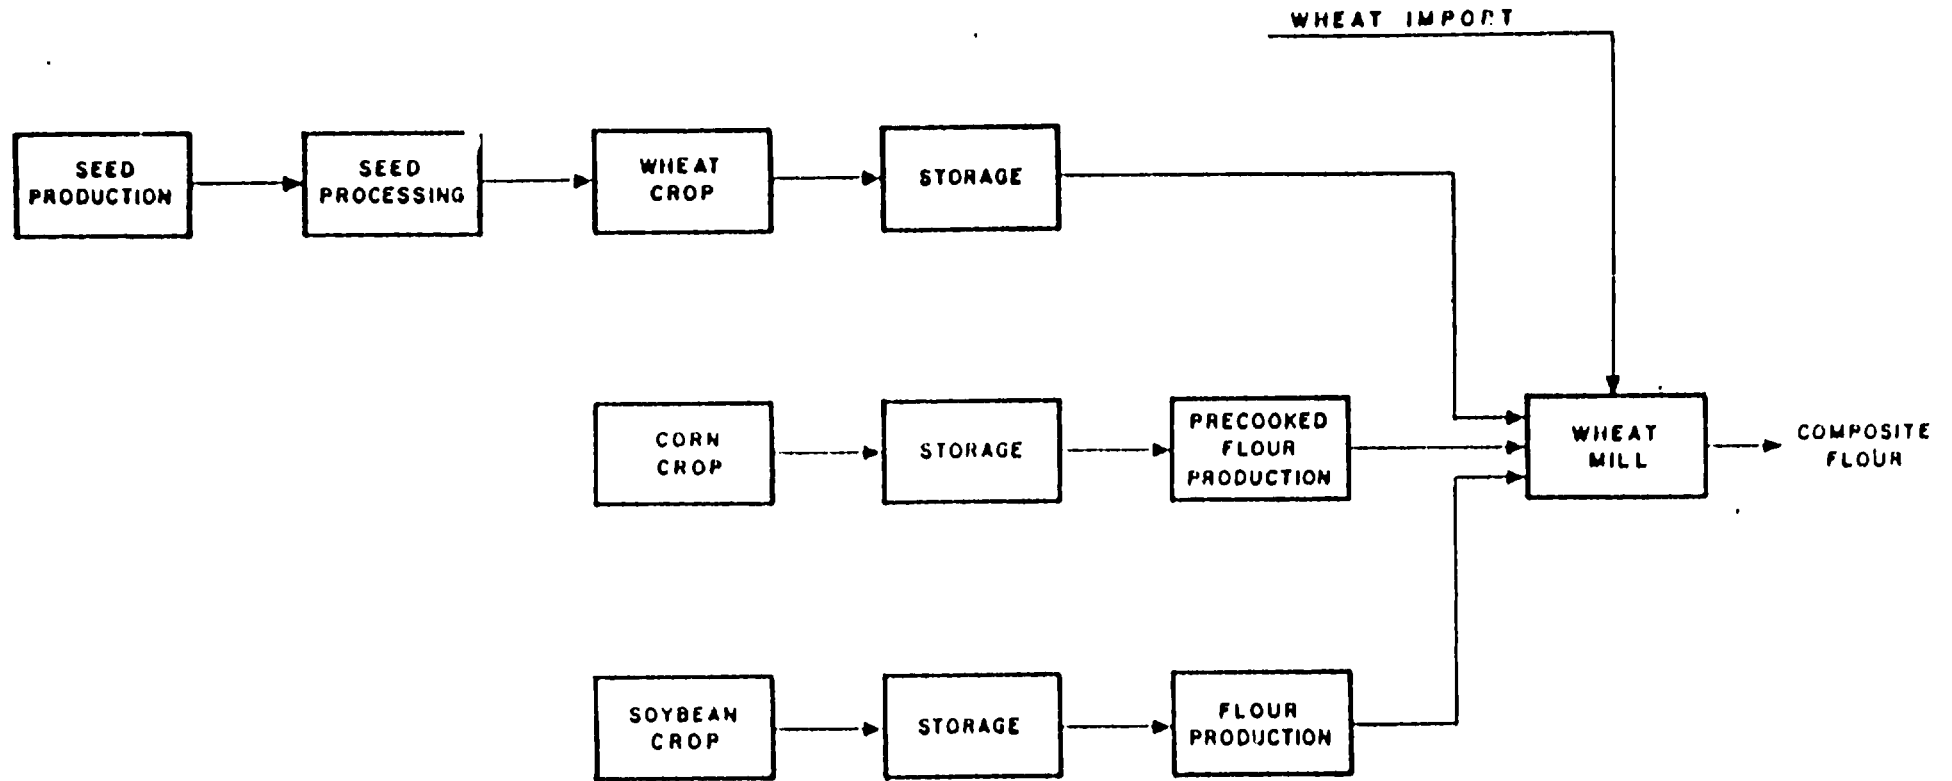 WHEAT IMPORT
SEED
PRODUCTION
SEED
PROCESSING
WHEAT
CROP
STORAGE
CORN
CROP
STORAGE
PRECOOKED
FLOUR
PRODUCTION
WHEAT
MILL
COMPOSITE
FLOUR
SOYBEAN
CROP
STORAGE
FLOUR
PRODUCTION